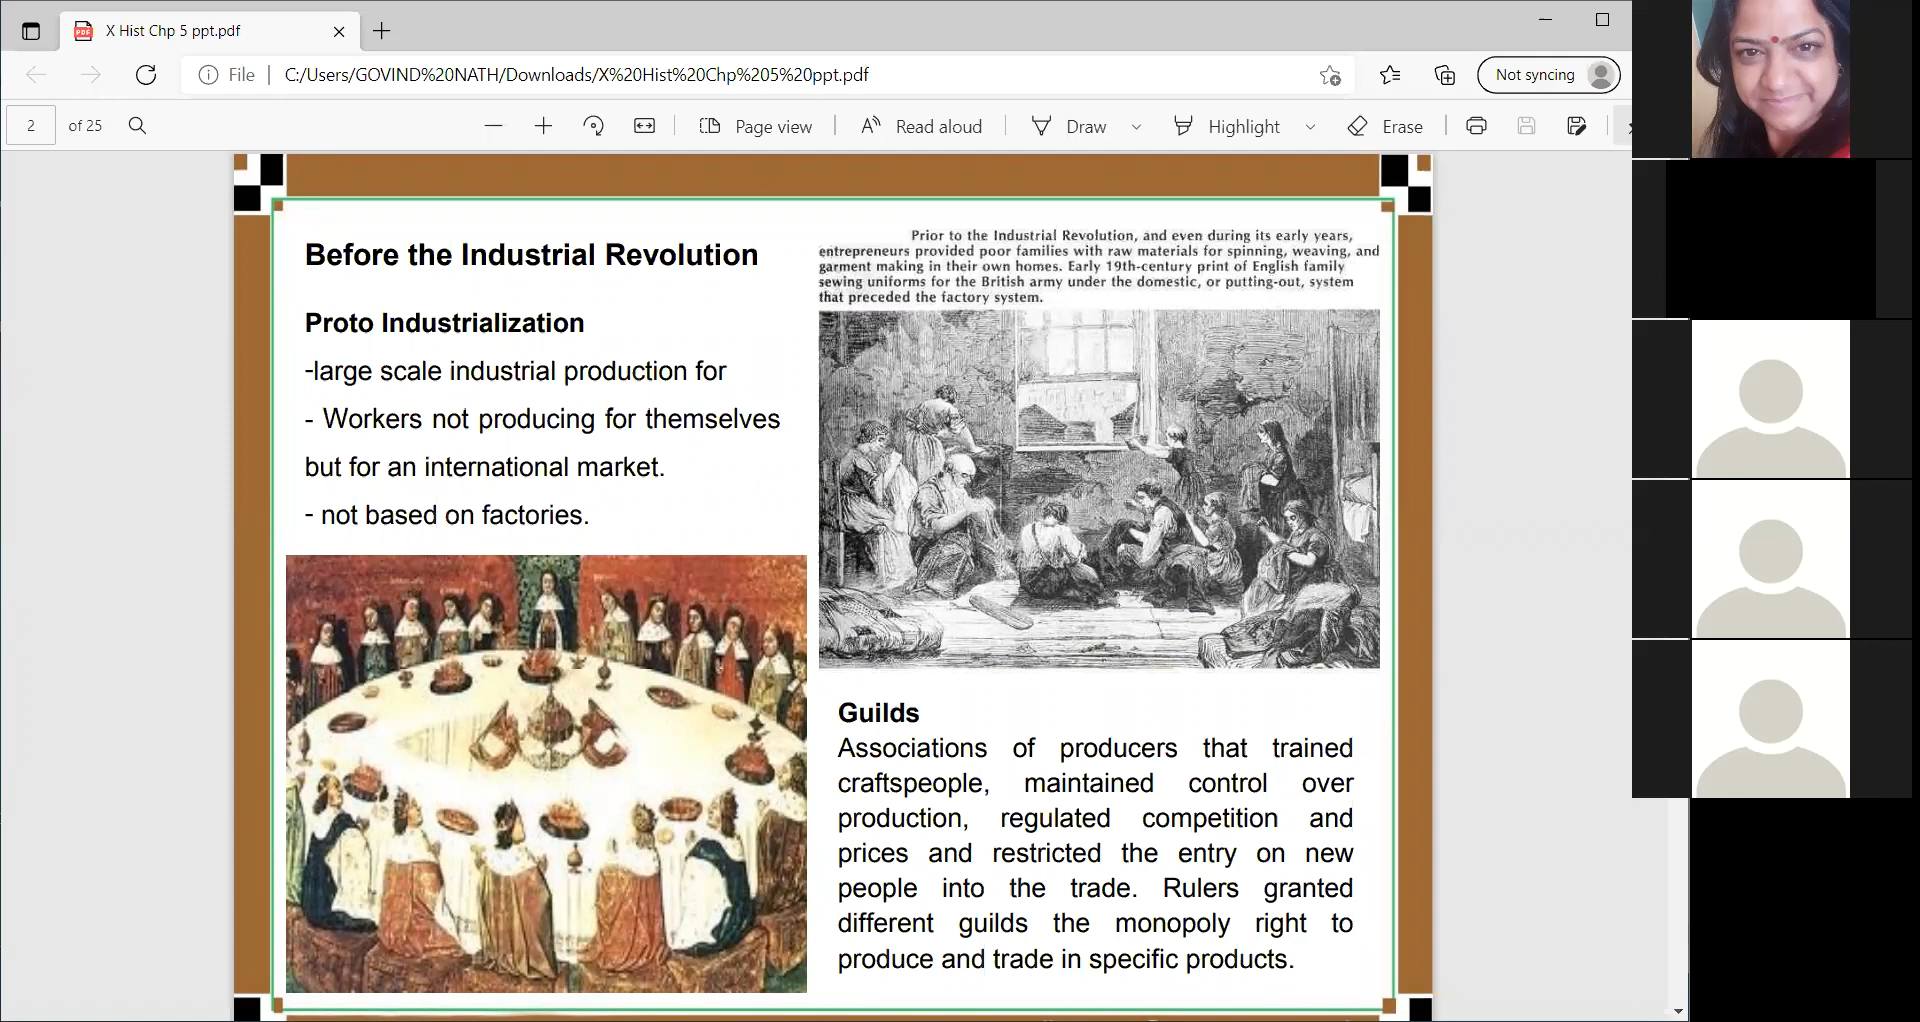 X Hist Chp 5 ppt.pdf
File
C:/Users/GOVIND%20NATH/Downloads/X%20Hist%20Chp%205%20ppt.pdf
Not syncing
2
of 25
Page view
Read aloud
Draw
Highlight
Erase
Before the Industrial Revolution
Proto Industrialization
-large scale industrial production for
- Workers not producing for themselves
but for an international market.
- not based on factories.
Prior to the Industrial Revolution, and even during its early years,
entrepreneurs provided poor families with raw materials for spinning, weaving, and
garment making in their own homes. Early 19th-century print of English family
sewing uniforms for the British army under the domestic, or putting-out, system
that preceded the factory system.
Guilds
Associations of producers that trained
craftspeople, maintained control over
production, regulated competition and
prices and restricted the entry on new
people into the trade. Rulers granted
different guilds the monopoly right to
produce and trade in specific products.